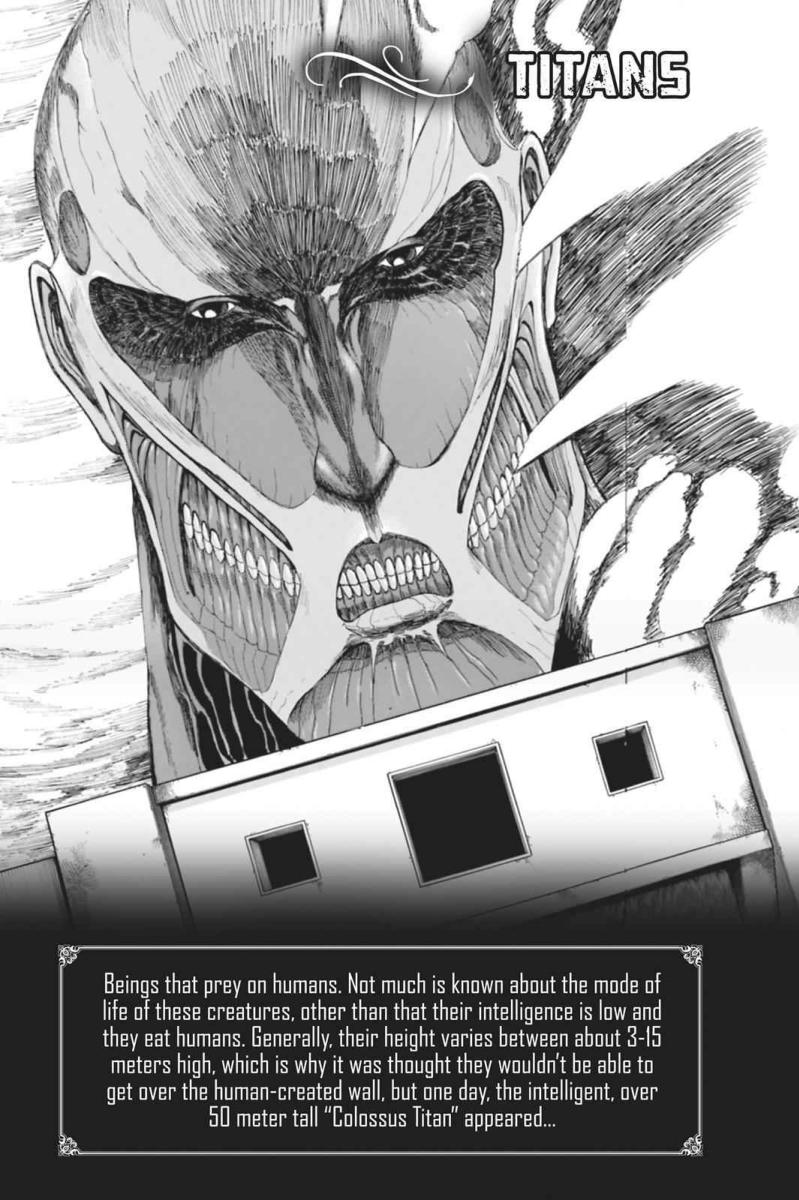 TITANS
Beings that prey on humans. Not much is known about the mode of
life of these creatures, other than that their intelligence is low and
they eat humans. Generally, their height varies between about 3-15
meters high, which is why it was thought they wouldn't be able to
get over the human-created wall, but one day, the intelligent, over
50 meter tall “Colossus Titan” appeared...